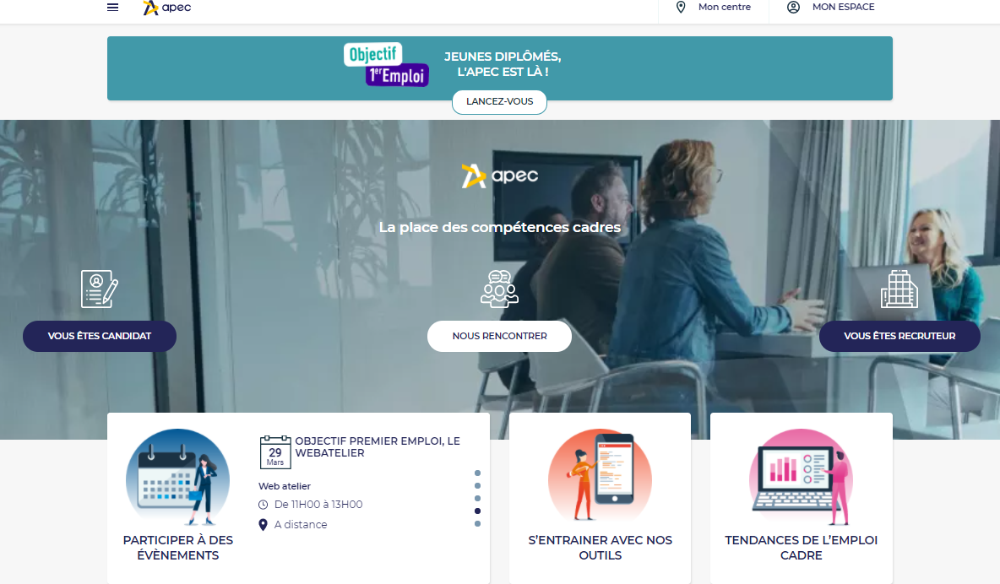 apec
Mon centre
MON ESPACE
Objectif
1er Emploi
JEUNES DIPLÔMÉS,
L'APEC EST LÀ !
LANCEZ-VOUS
apec
La place des compétences cadres
VOUS ÊTES CANDIDAT
NOUS RENCONTRER
VOUS ÊTES RECRUTEUR
PARTICIPER À DES
ÉVÈNEMENTS
29
Mars
OBJECTIF PREMIER EMPLOI, LE
WEBATELIER
Web atelier
De 11H00 à 13H00
A distance
S’ENTRAINER AVEC NOS
OUTILS
TENDANCES DE L’EMPLOI
CADRE